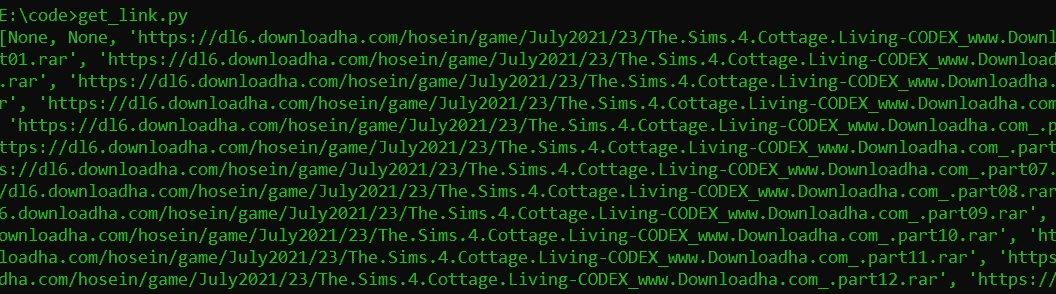 E:\code>get_link.py
[None, None, 'https://dl6.downloadha.com/hosein/game/July2021/23/The.Sims.4.Cottage.Living-CODEX_www.Downl
t01.rar', 'https://dl6.downloadha.com/hosein/game/July2021/23/The.Sims.4.Cottage.Living-CODEX_www.Download
.rar', 'https://dl6.downloadha.com/hosein/game/July2021/23/The.Sims.4.Cottage.Living-CODEX_www.Downloadha.
r', 'https://dl6.downloadha.com/hosein/game/July2021/23/The.Sims.4.Cottage.Living-CODEX_www.Downloadha.com
 'https://dl6.downloadha.com/hosein/game/July2021/23/The.Sims.4.Cottage.Living-CODEX_www.Downloadha.com_.p
ttps://dl6.downloadha.com/hosein/game/July2021/23/The.Sims.4.Cottage.Living-CODEX_www.Downloadha.com_.part
s://dl6.downloadha.com/hosein/game/July2021/23/The.Sims.4.Cottage.Living-CODEX_www.Downloadha.com_.part07.
/dl6.downloadha.com/hosein/game/July2021/23/The.Sims.4.Cottage.Living-CODEX_www.Downloadha.com_.part08.rar
6.downloadha.com/hosein/game/July2021/23/The.Sims.4.Cottage.Living-CODEX_www.Downloadha.com_.part09.rar',
ownloadha.com/hosein/game/July2021/23/The.Sims.4.Cottage.Living-CODEX_www.Downloadha.com_.part10.rar', 'ht
loadha.com/hosein/game/July2021/23/The.Sims.4.Cottage.Living-CODEX_www.Downloadha.com_.part11.rar', 'https
dha.com/hosein/game/July2021/23/The.Sims.4.Cottage.Living-CODEX_www.Downloadha.com_.part12.rar', 'https:/